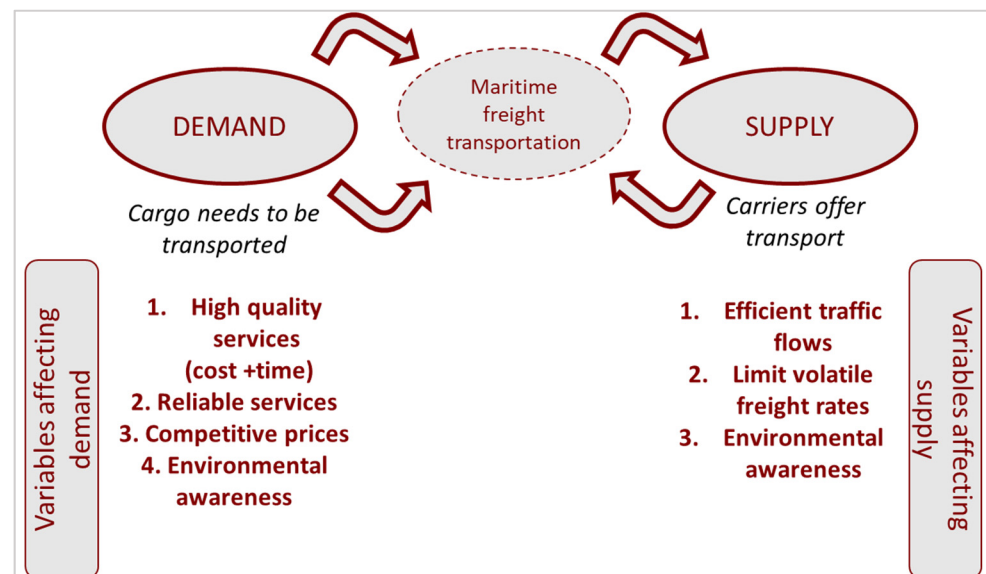 DEMAND
Maritime
freight
transportation
SUPPLY
Cargo needs to be
transported
Carriers offer
transport
Variables affecting
demand
1. High quality
services
(cost +time)
2. Reliable services
3. Competitive prices
4. Environmental
awareness
1. Efficient traffic
flows
2. Limit volatile
freight rates
3. Environmental
awareness
Variables affecting
supply